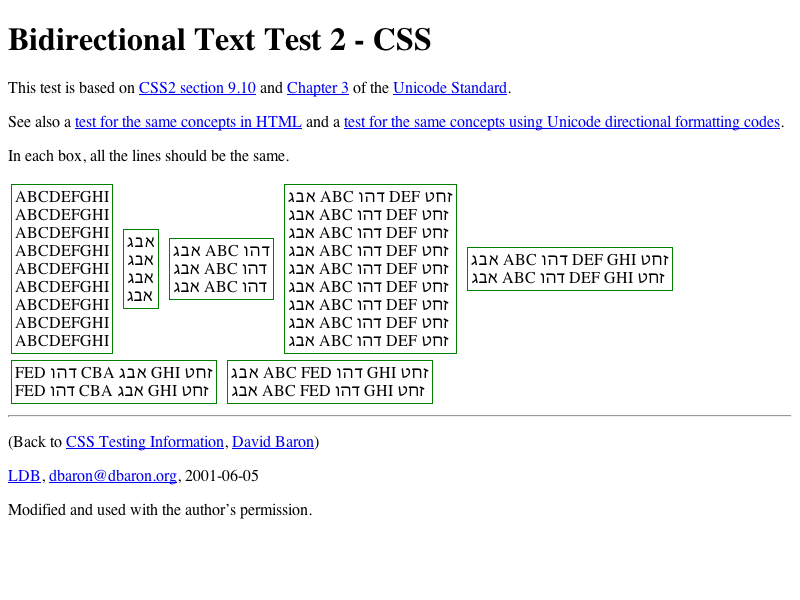 Bidirectional Text Test 2 - CSS
This test is based on CSS2 section 9.10 and Chapter 3 of the Unicode Standard.
See also a test for the same concepts in HTML and a test for the same concepts using Unicode directional formatting codes.
In each box, all the lines should be the same.
ABCDEFGHI
ABCDEFGHI
ABCDEFGHI
ABCDEFGHI
ABCDEFGHI
ABCDEFGHI
ABCDEFGHI
ABCDEFGHI
ABCDEFGHI
אבג
אבג
אבג
אבג
אבג ABC דהו
אבג ABC דהו
אבג ABC דהו
אבג ABC דהו DEF זחט
אבג ABC דהו DEF זחט
אבג ABC דהו DEF זחט
אבג ABC דהו DEF זחט
אבג ABC דהו DEF זחט
אבג ABC דהו DEF זחט
אבג ABC דהו DEF זחט
אבג ABC דהו DEF זחט
אבג ABC דהו DEF זחט
אבג ABC דהו DEF GHI זחט
אבג ABC דהו DEF GHI זחט
FED דהו CBA אבג GHI זחט
FED דהו CBA אבג GHI זחט
אבג ABC FED דהו GHI זחט
אבג ABC FED דהו GHI זחט
(Back to CSS Testing Information, David Baron)
LDB, dbaron@dbaron.org, 2001-06-05
Modified and used with the author’s permission.